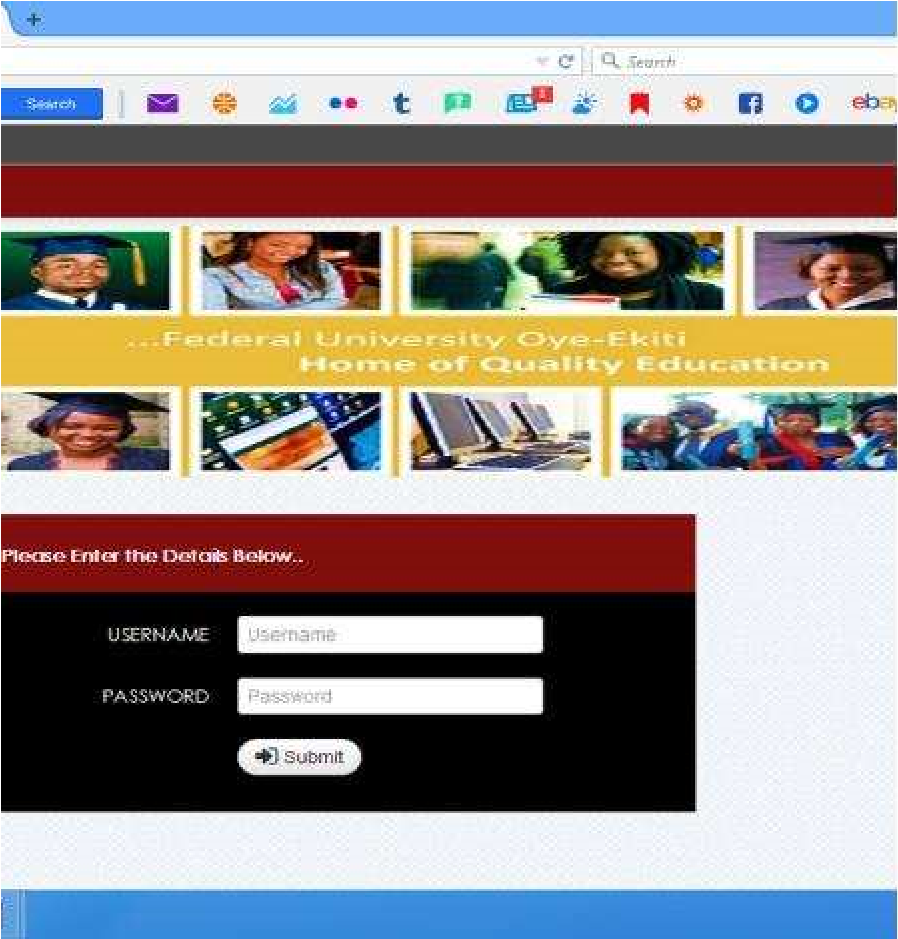 +
Search
Search
t
ebay
...Federal University Oye-Ekiti
Home of Quality Education
Please Enter the Details Below..
USERNAME
Username
PASSWORD
Password
Submit